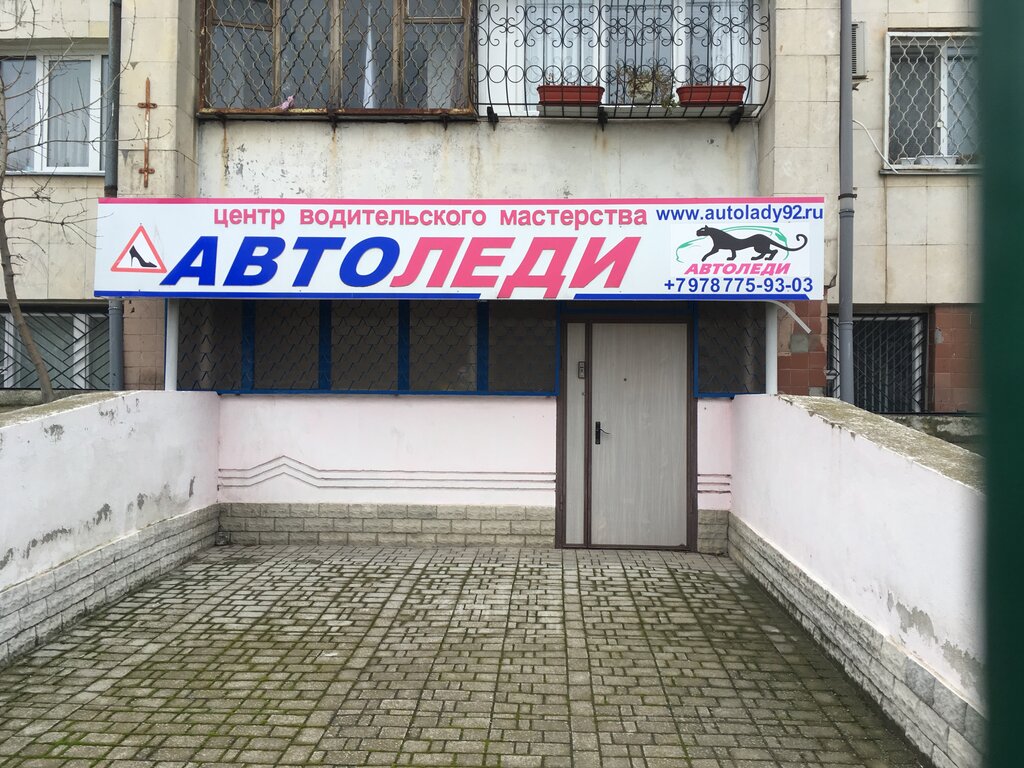 центр водительского мастерства
www.autolady92.ru
АВТОЛЕДИ
АВТОЛЕДИ
+7978775-93-03